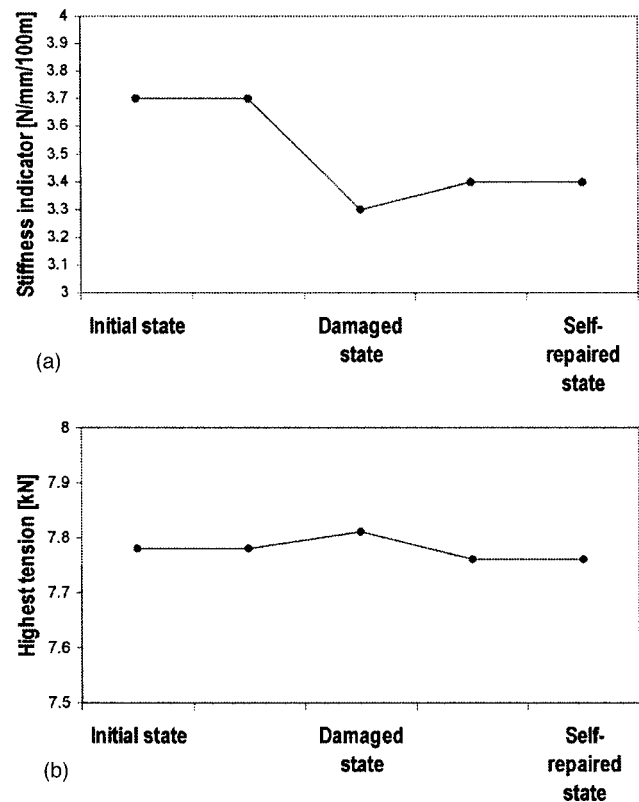 Stiffness indicator [N/mm/100m]
4
3.9
3.8
3.7
3.6
3.5
3.4
3.3
3.2
3.1
3
Initial state
Damaged
state
Self-
repaired
state
(a)
Highest tension [kN]
8
7.9
7.8
7.7
7.6
7.5
Initial state
Damaged
state
Self-
repaired
state
(b)